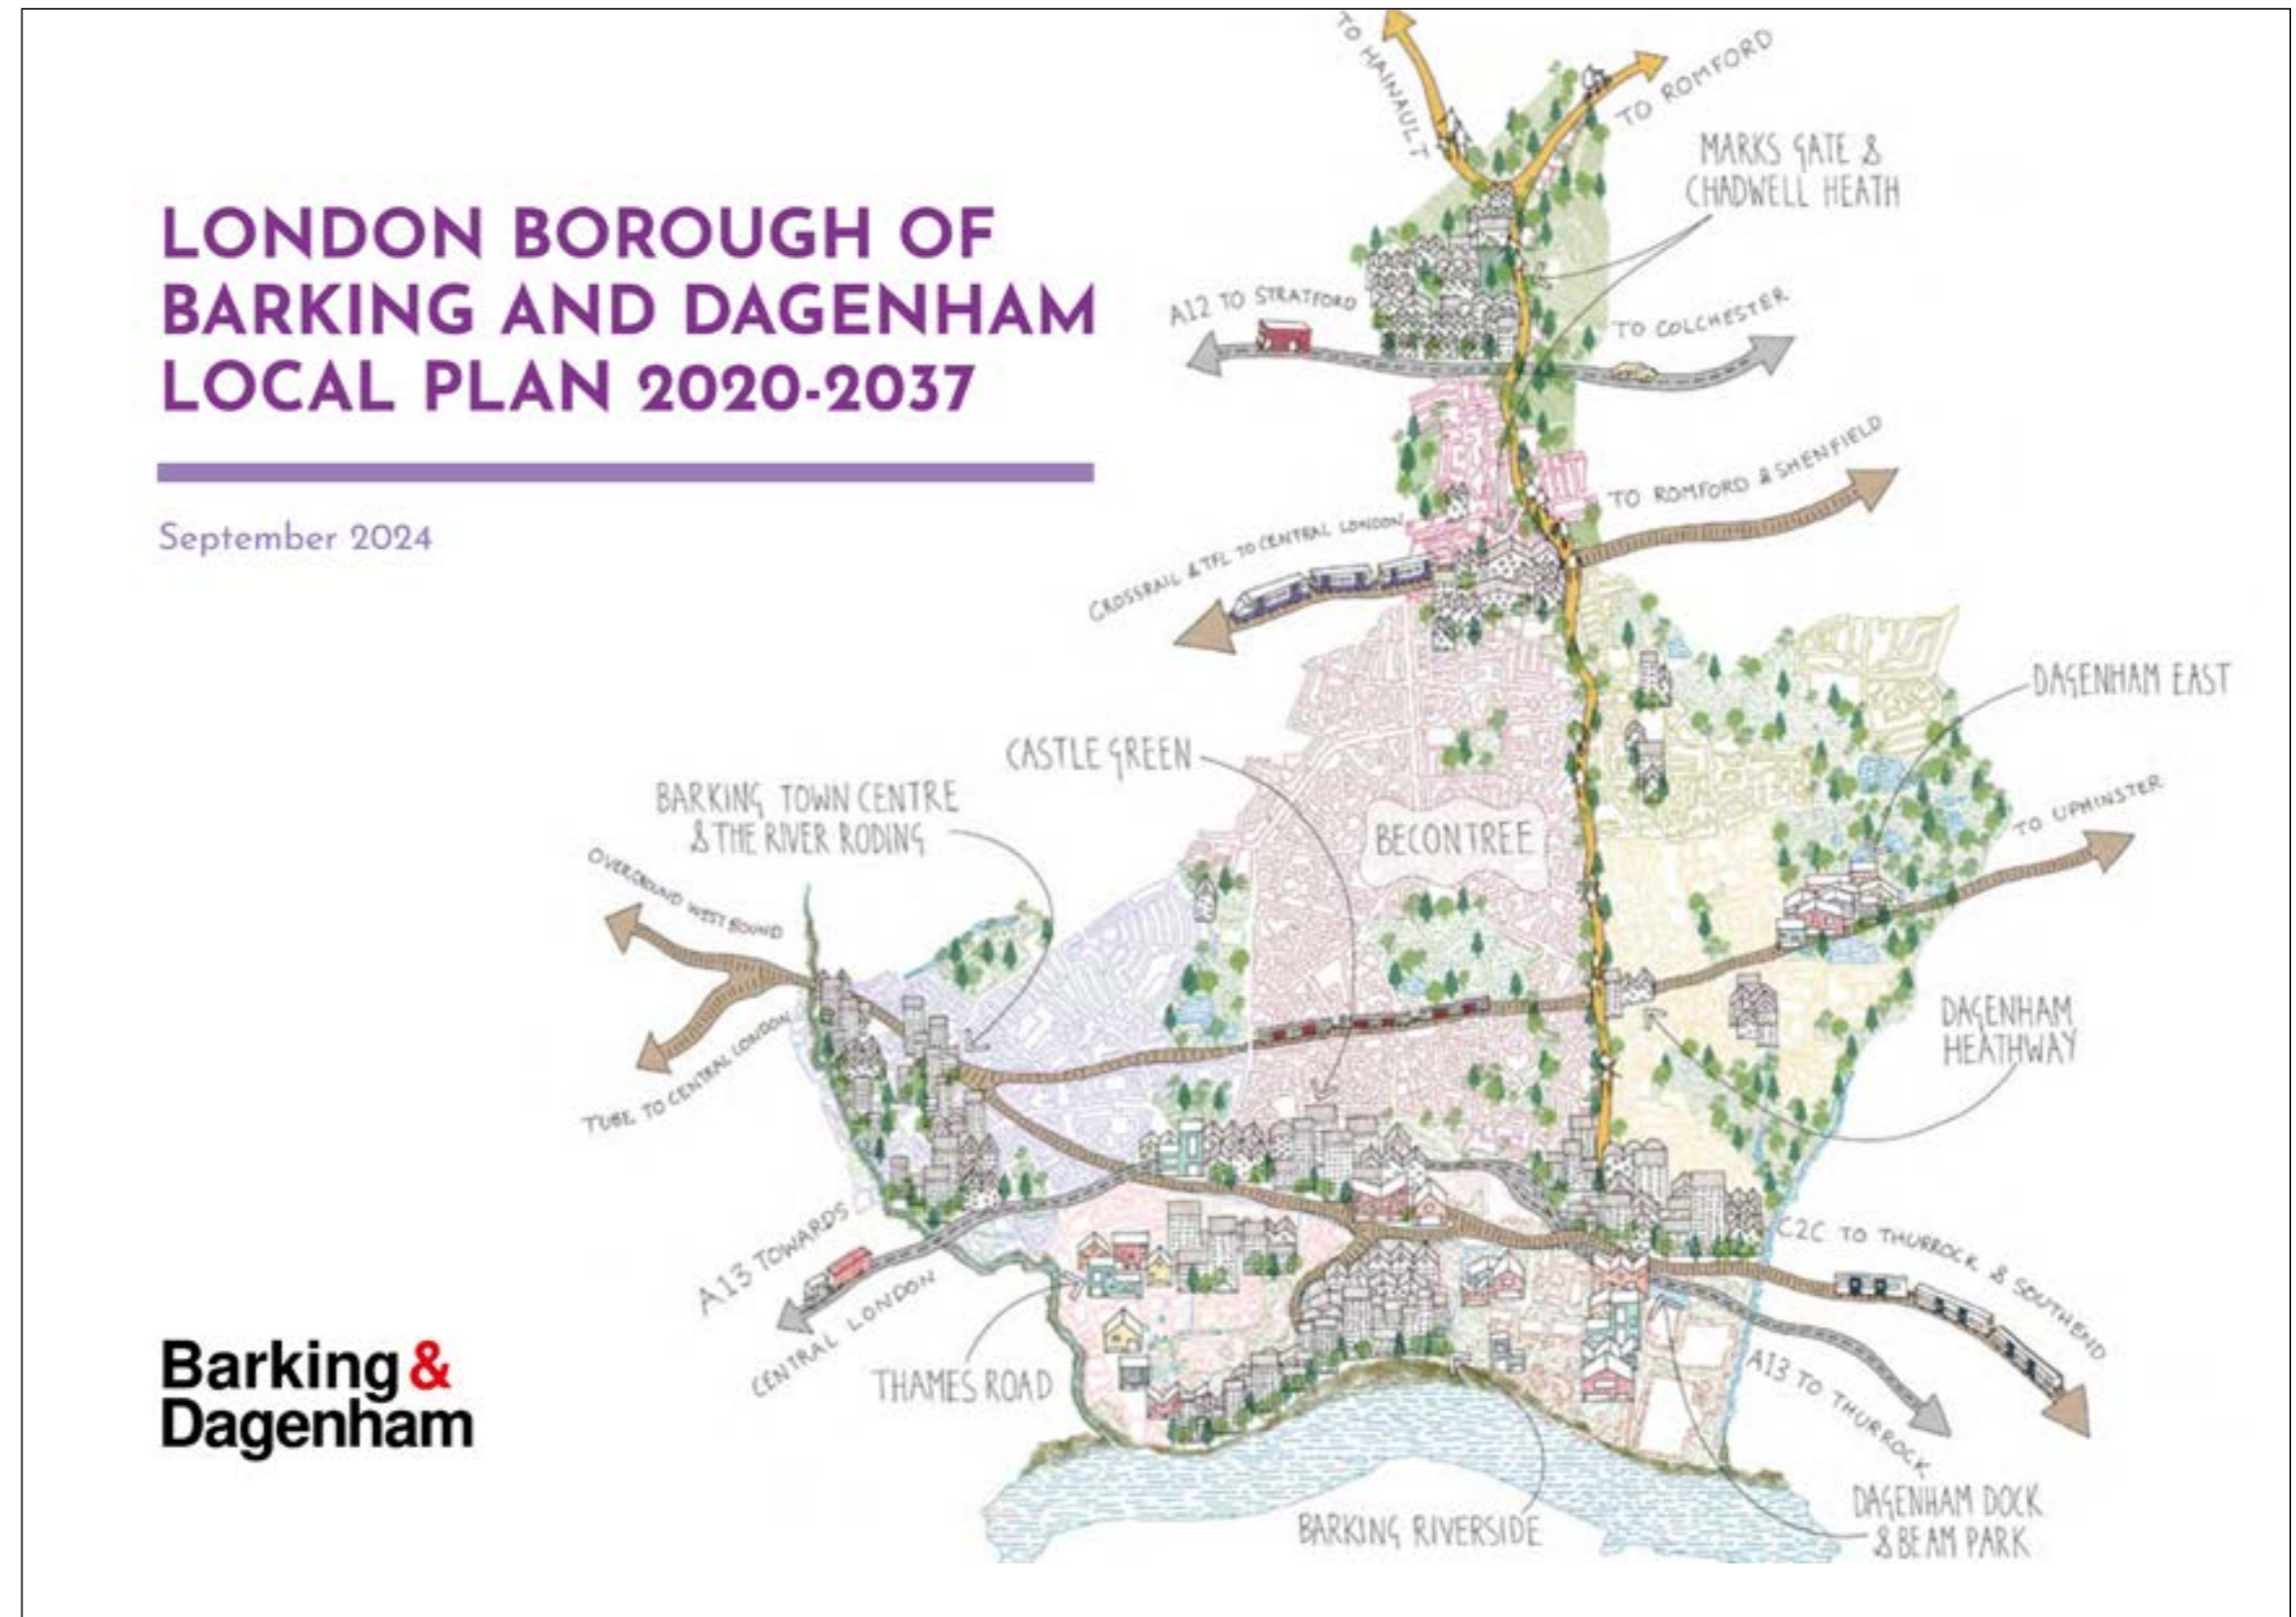 LONDON BOROUGH OF
BARKING AND DAGENHAM
LOCAL PLAN 2020-2037
September 2024
TO HAINAULT
TO ROMFORD
MARKS GATE &
CHADWELL HEATH
A12 TO STRATFORD
TO COLCHESTER
TO ROMFORD & SHENFIELD
CROSSRAIL & TFL TO CENTRAL LONDON
DAGENHAM EAST
CASTLE GREEN
BARKING TOWN CENTRE
& THE RIVER RODING
BECONTREE
TO UPMINSTER
OVERGROUND WEST BOUND
TUBE TO CENTRAL LONDON
DAGENHAM
HEATHWAY
A13 TOWARDS
CENTRAL LONDON
C2C TO THURROCK & SOUTHEND
A13 TO THURROCK
THAMES ROAD
BARKING RIVERSIDE
DAGENHAM DOCK
& BEAM PARK
Barking &
Dagenham